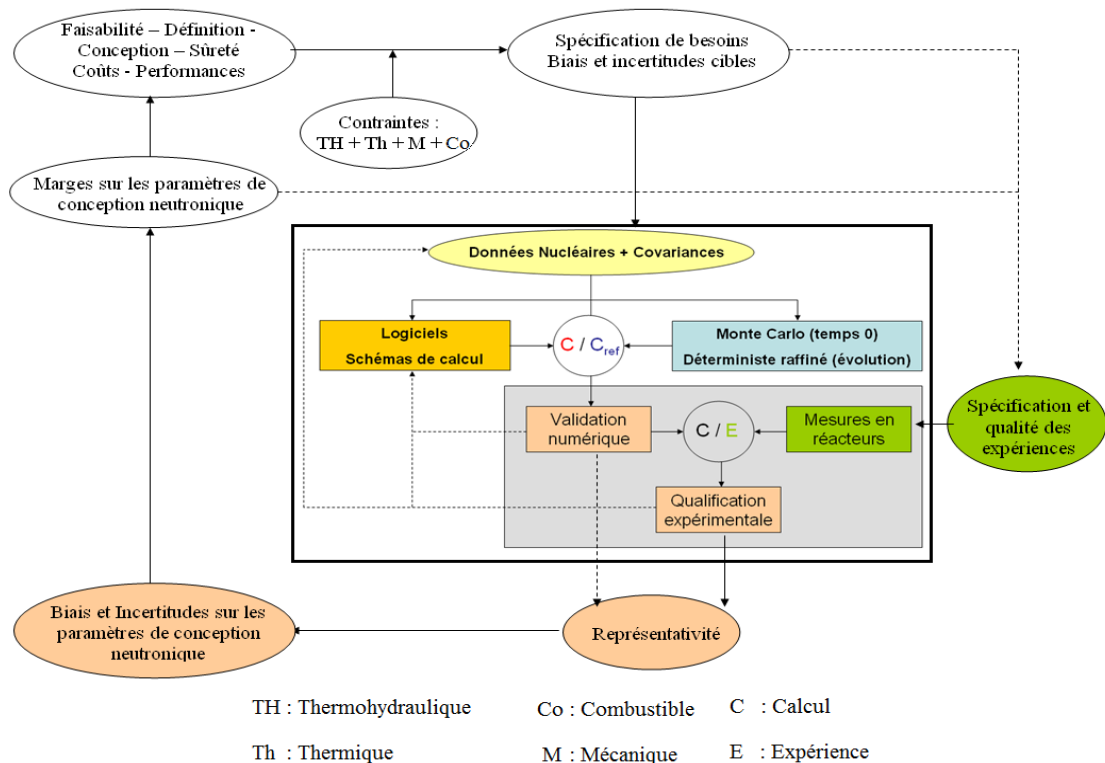 Faisabilité – Définition -
Conception – Sûreté
Coûts - Performances
Spécification de besoins
Biais et incertitudes cibles
Contraintes :
TH + Th + M + Co
Marges sur les paramètres de
conception neutronique
Données Nucléaires + Covariances
Logiciels
Schémas de calcul
C / Cref
Monte Carlo (temps 0)
Déterministe raffiné (évolution)
Validation
numérique
C / E
Mesures en
réacteurs
Spécification et
qualité des
expériences
Qualification
expérimentale
Biais et Incertitudes sur les
paramètres de conception
neutronique
Représentativité
TH : Thermohydraulique
Co : Combustible
C : Calcul
Th : Thermique
M : Mécanique
E : Expérience